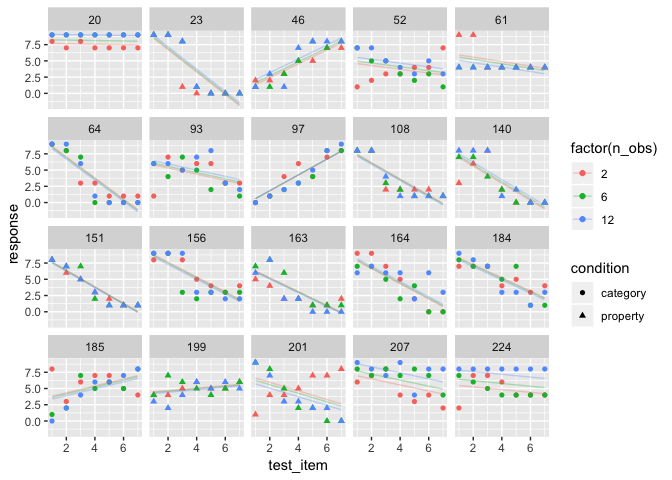 20 23 46 52 61
7.5
5.0
2.5
0.0
64 93 97 108 140
7.5
5.0
2.5
0.0
151 156 163 164 184
7.5
5.0
2.5
0.0
185 199 201 207 224
7.5
5.0
2.5
0.0
2 4 6 2 4 6 2 4 6 2 4 6 2 4 6
test_item
response
factor(n_obs)
2
6
12
condition
category
property